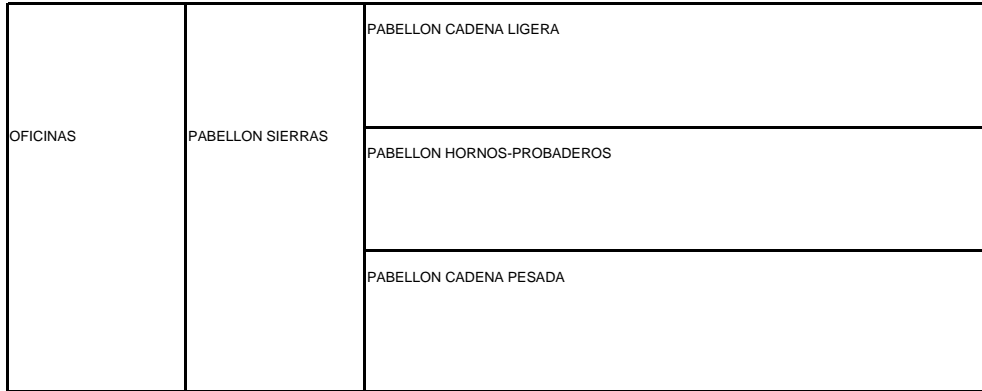 OFICINAS
PABELLON SIERRAS
PABELLON CADENA LIGERA
PABELLON HORNOS-PROBADEROS
PABELLON CADENA PESADA